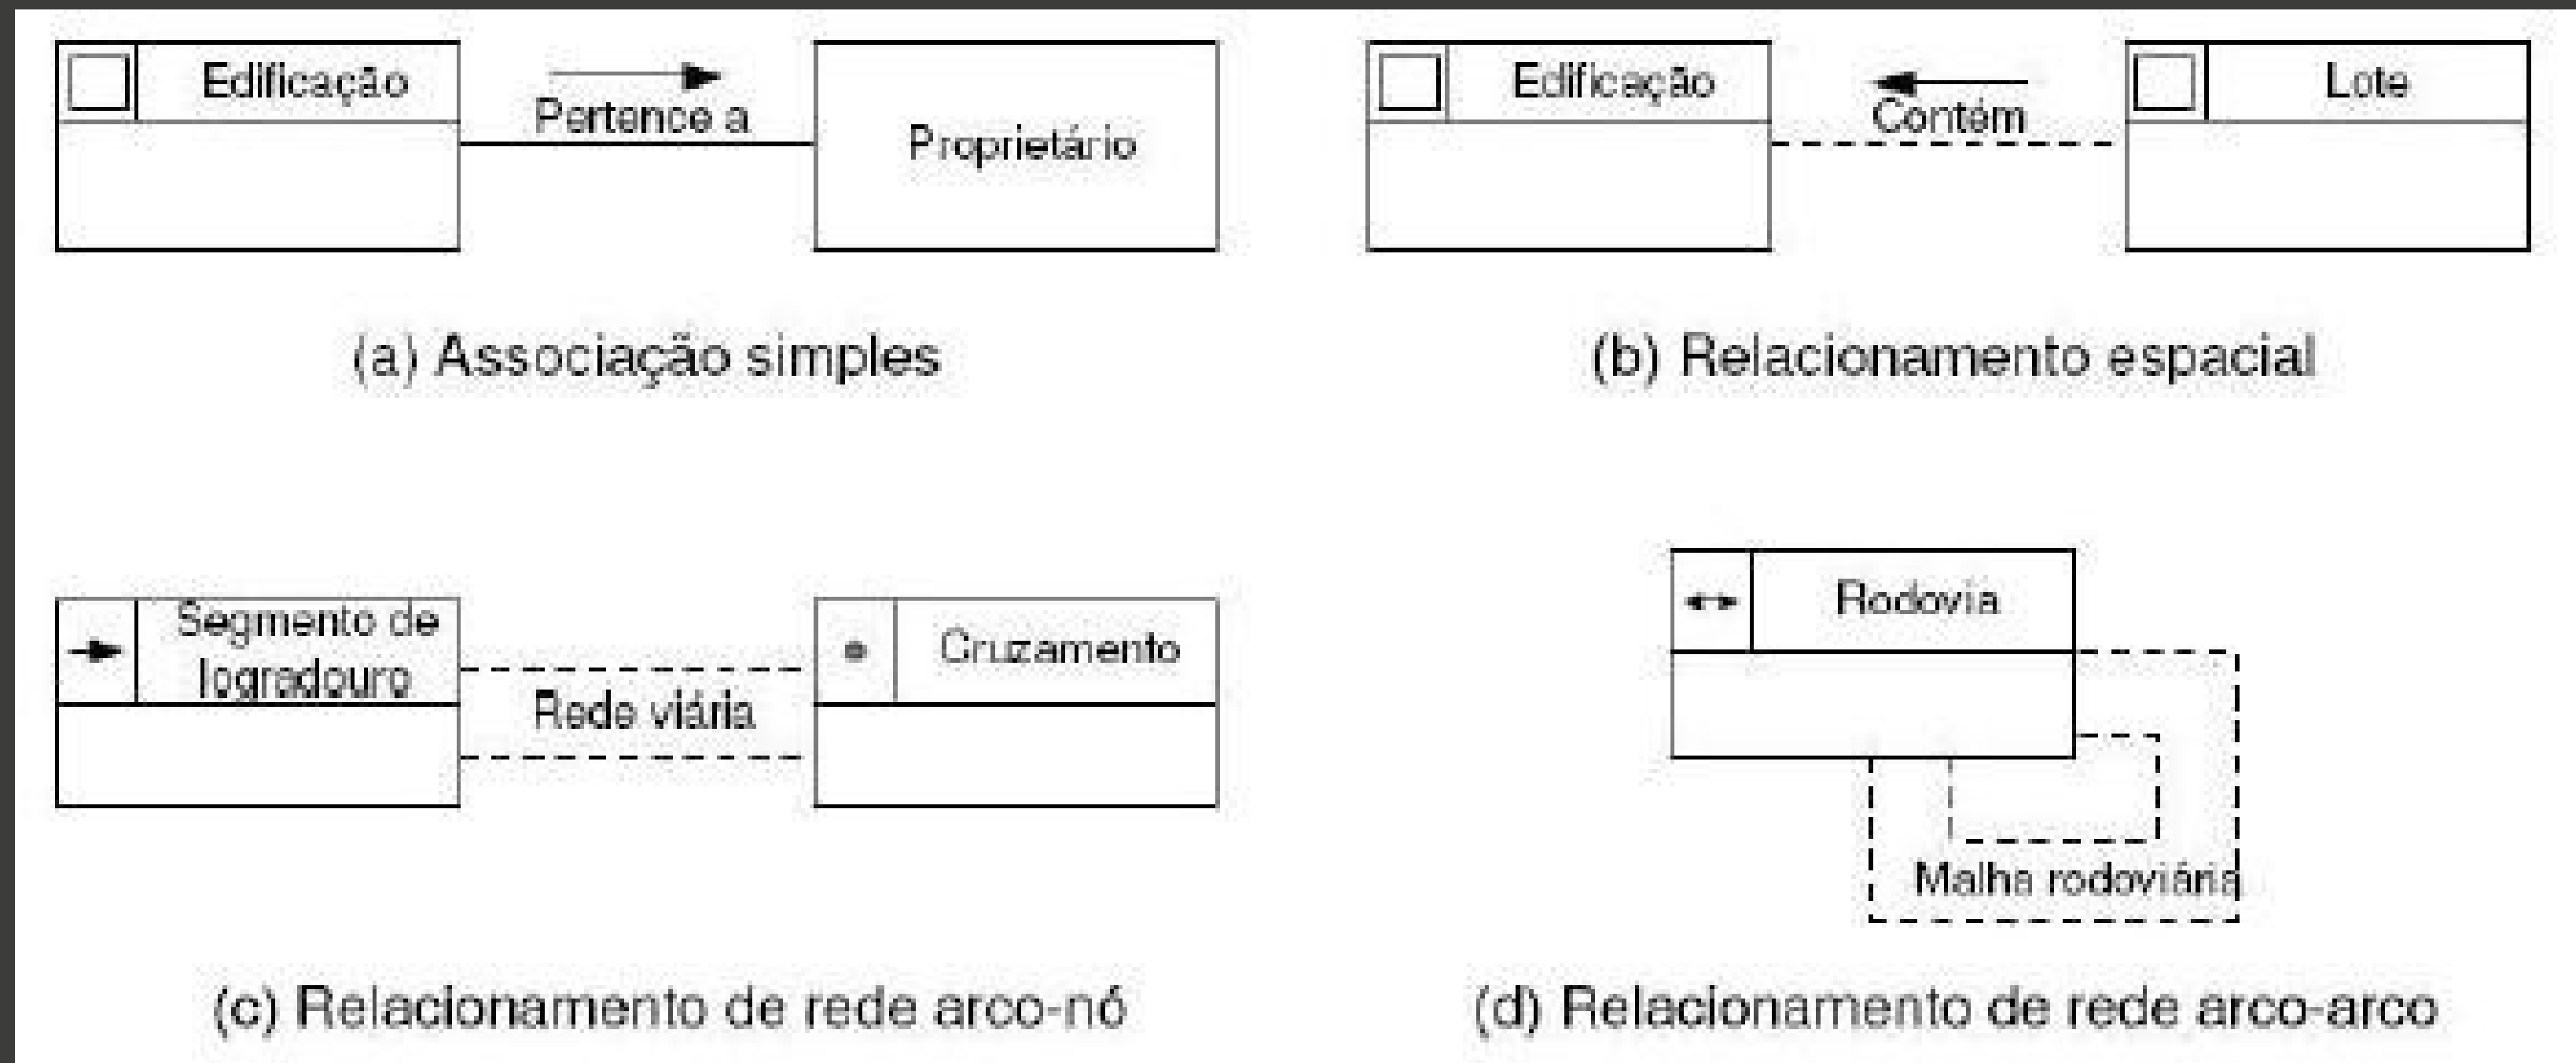 Edificação
Pertence a
Proprietário
(a) Associação simples
Edificação
Contém
Lote
(b) Relacionamento espacial
Segmento de
logradouro
Rede viária
Cruzamento
(c) Relacionamento de rede arco-nó
Rodovia
Malha rodoviária
(d) Relacionamento de rede arco-arco